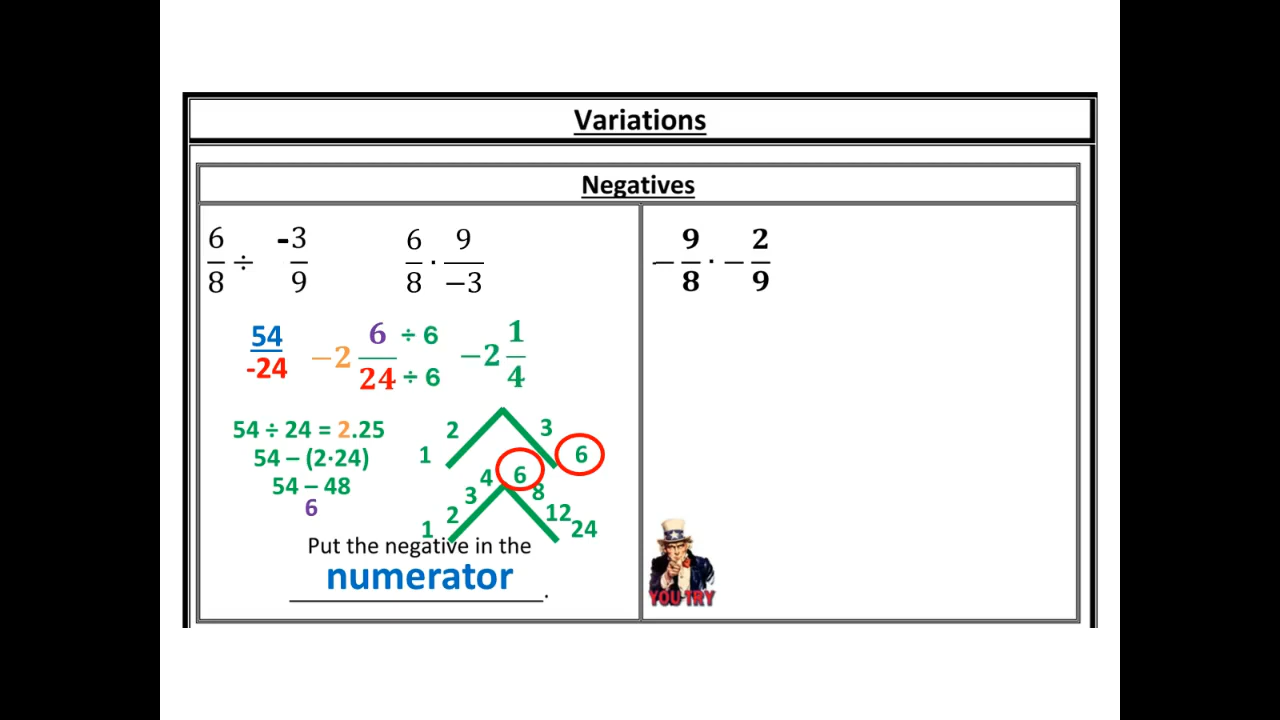 Variations
Negatives
6/8 ÷ -3/9
6/8 · 9/−3
54/-24
−2 6/24 ÷ 6 ÷ 6
−2 1/4
54 ÷ 24 = 2.25
54 – (2·24)
54 – 48
6
1 2 3 6
1 2 3 4 6 8 12 24
Put the negative in the
numerator.
−9/8 · −2/9
YOU TRY